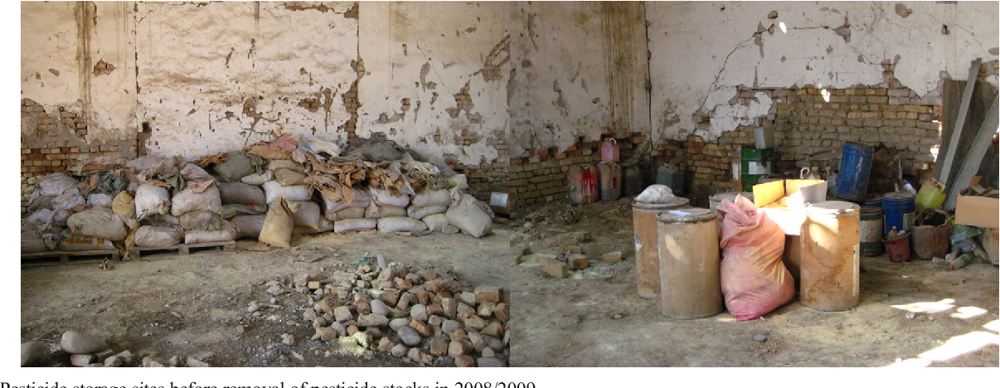 Pesticide storage sites before removal of pesticide stocks in 2008/2009